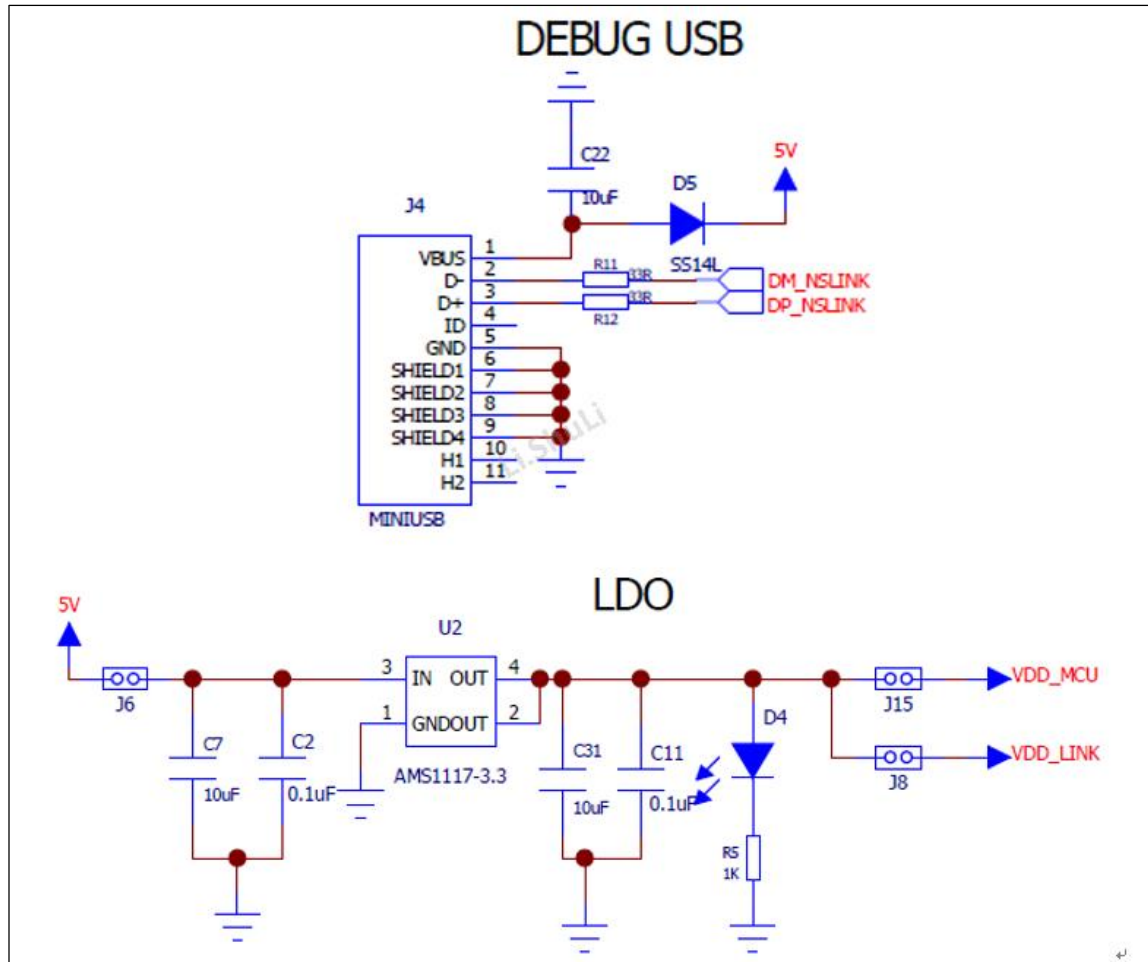 DEBUG USB
C22
10uF
5V
D5
SS14L
J4
VBUS 1
D- 2
D+ 3
ID 4
GND 5
SHIELD1 6
SHIELD2 7
SHIELD3 8
SHIELD4 9
H1 10
H2 11
MINIUSB
R11 33R
DM_NSLINK
R12 33R
DP_NSLINK
Li.ShuLi
LDO
5V
J6
U2
3 IN OUT 4
1 GNDOUT 2
AMS1117-3.3
C7
10uF
C2
0.1uF
C31
10uF
C11
0.1uF
D4
R5
1K
J15
VDD_MCU
J8
VDD_LINK